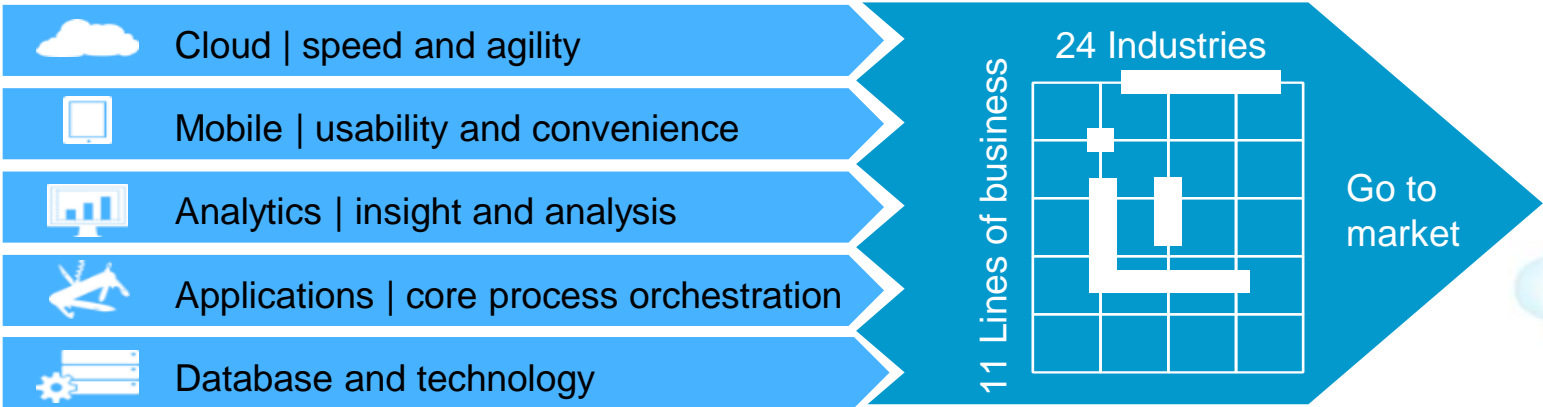 Cloud | speed and agility
Mobile | usability and convenience
Analytics | insight and analysis
Applications | core process orchestration
Database and technology
24 Industries
11 Lines of business
Go to
market